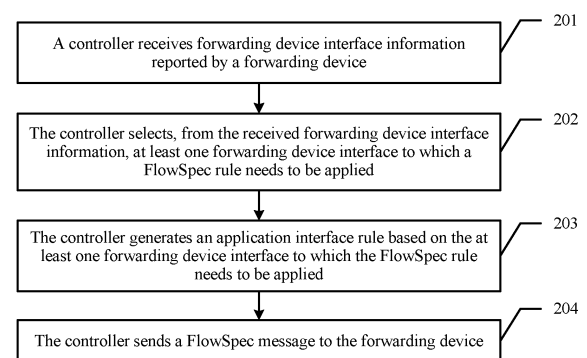 201
A controller receives forwarding device interface information
reported by a forwarding device
202
The controller selects, from the received forwarding device interface
information, at least one forwarding device interface to which a
FlowSpec rule needs to be applied
203
The controller generates an application interface rule based on the at
least one forwarding device interface to which the FlowSpec rule
needs to be applied
204
The controller sends a FlowSpec message to the forwarding device